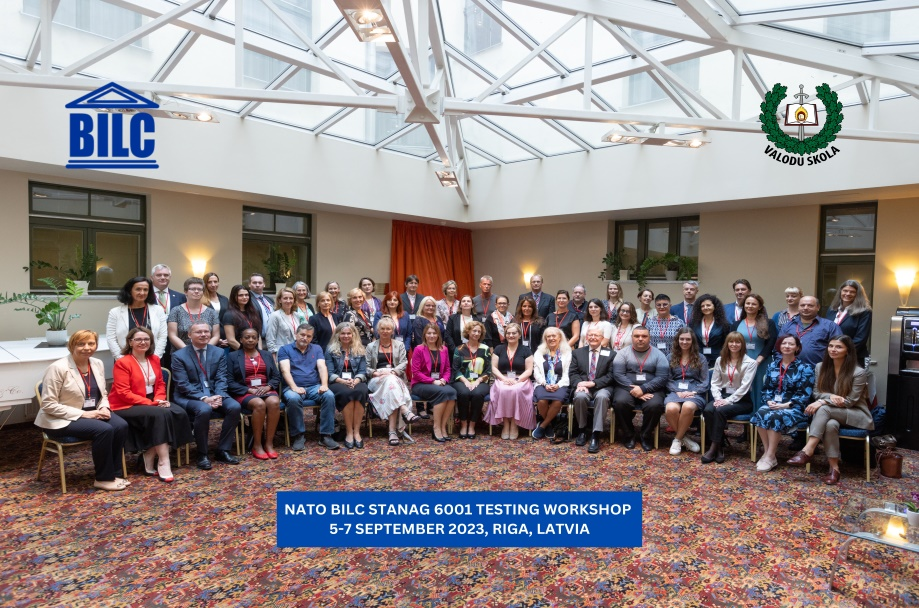 BILC
VALODU SKOLA
NATO BILC STANAG 6001 TESTING WORKSHOP
5-7 SEPTEMBER 2023, RIGA, LATVIA